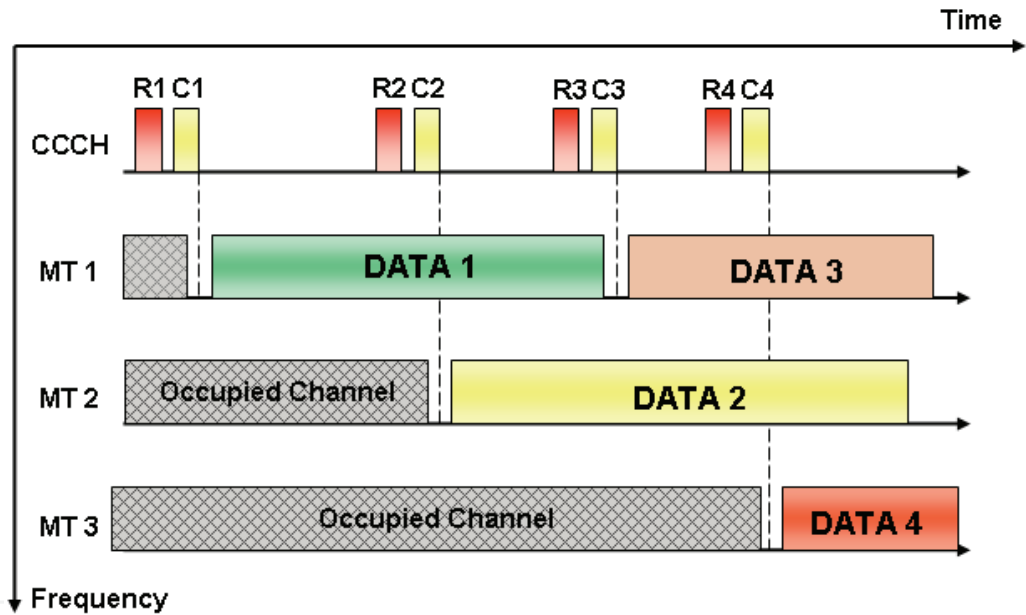 Time
R1 C1 R2 C2 R3 C3 R4 C4
CCCH
MT 1 DATA 1 DATA 3
MT 2 Occupied Channel DATA 2
MT 3 Occupied Channel DATA 4
Frequency